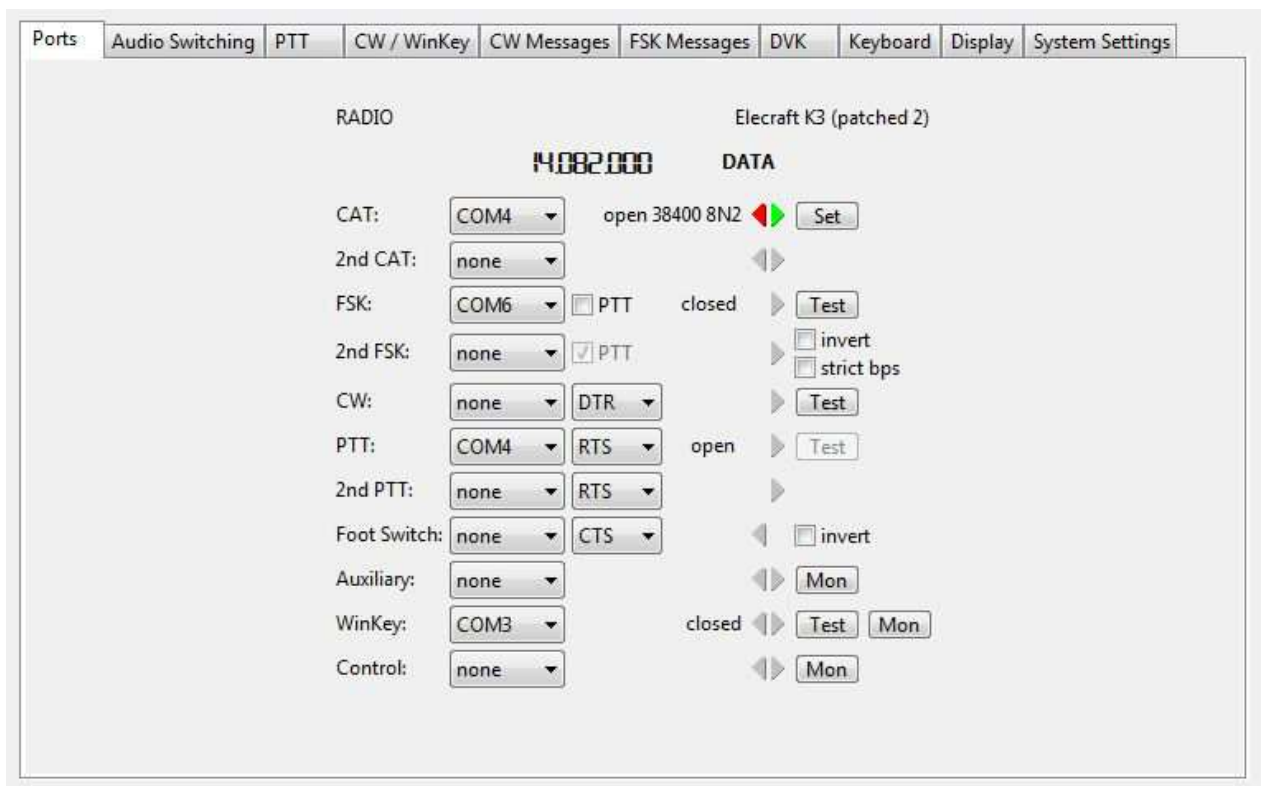 Ports Audio Switching PTT CW / WinKey CW Messages FSK Messages DVK Keyboard Display System Settings
RADIO Elecraft K3 (patched 2)
14.082.000 DATA
CAT: COM4 open 38400 8N2 Set
2nd CAT: none
FSK: COM6 PTT closed Test
2nd FSK: none PTT invert
strict bps
CW: none DTR Test
PTT: COM4 RTS open Test
2nd PTT: none RTS
Foot Switch: none CTS invert
Auxiliary: none Mon
WinKey: COM3 closed Test Mon
Control: none Mon